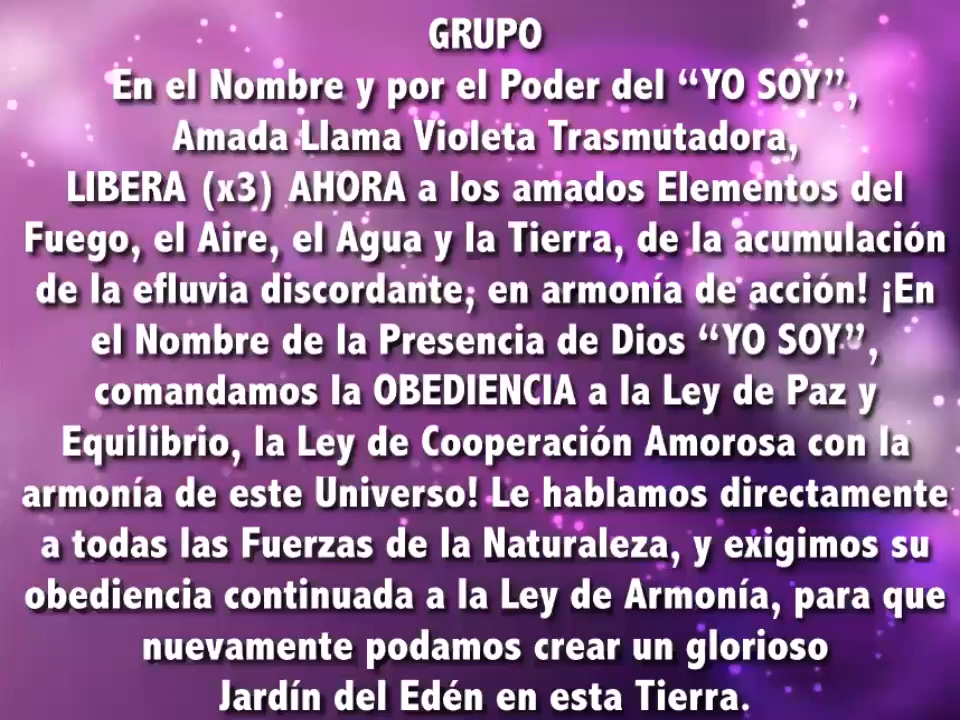 GRUPO
En el Nombre y por el Poder del “YO SOY”,
Amada Llama Violeta Trasmutadora,
LIBERA (x3) AHORA a los amados Elementos del
Fuego, el Aire, el Agua y la Tierra, de la acumulación
de la efluvia discordante, en armonía de acción! ¡En
el Nombre de la Presencia de Dios “YO SOY”,
comandamos la OBEDIENCIA a la Ley de Paz y
Equilibrio, la Ley de Cooperación Amorosa con la
armonía de este Universo! Le hablamos directamente
a todas las Fuerzas de la Naturaleza, y exigimos su
obediencia continuada a la Ley de Armonía, para que
nuevamente podamos crear un glorioso
Jardín del Edén en esta Tierra.